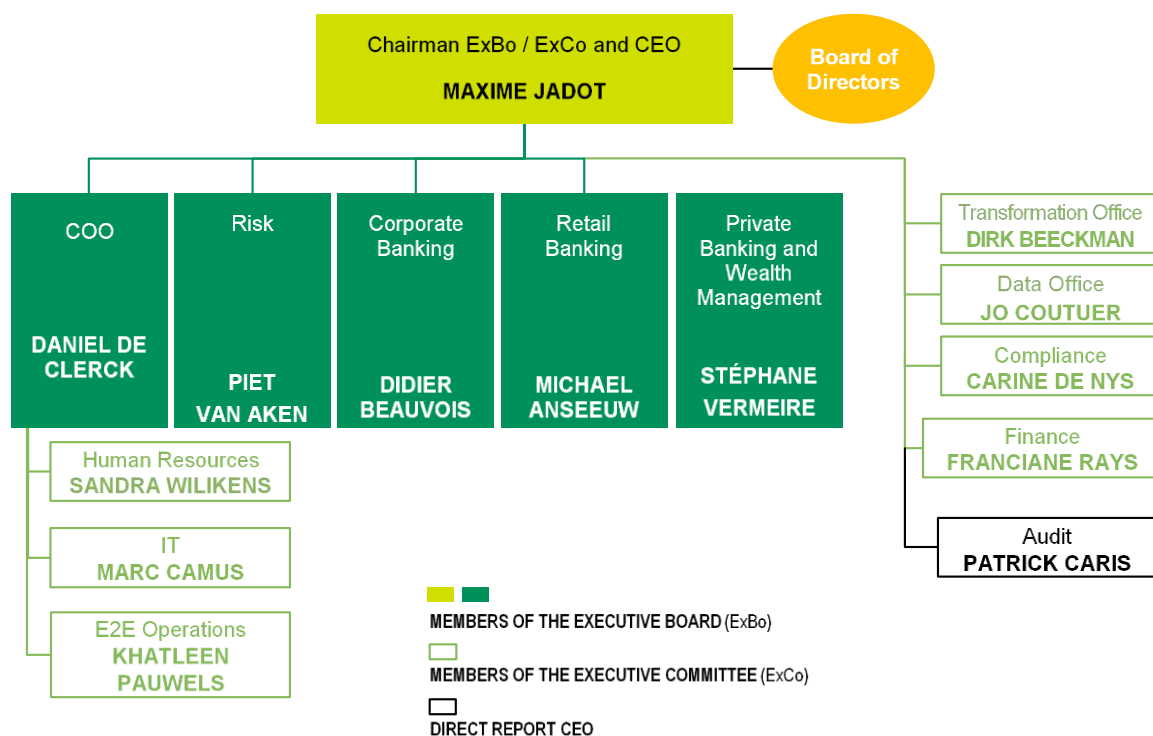 Chairman ExBo / ExCo and CEO
MAXIME JADOT
Board of
Directors
COO
DANIEL DE
CLERCK
Risk
PIET
VAN AKEN
Corporate
Banking
DIDIER
BEAUVOIS
Retail
Banking
MICHAEL
ANSEEUW
Private
Banking and
Wealth
Management
STÉPHANE
VERMEIRE
Transformation Office
DIRK BEECKMAN
Data Office
JO COUTUER
Compliance
CARINE DE NYS
Finance
FRANCIANE RAYS
Audit
PATRICK CARIS
Human Resources
SANDRA WILIKENS
IT
MARC CAMUS
E2E Operations
KHATLEEN
PAUWELS
MEMBERS OF THE EXECUTIVE BOARD (ExBo)
MEMBERS OF THE EXECUTIVE COMMITTEE (ExCo)
DIRECT REPORT CEO